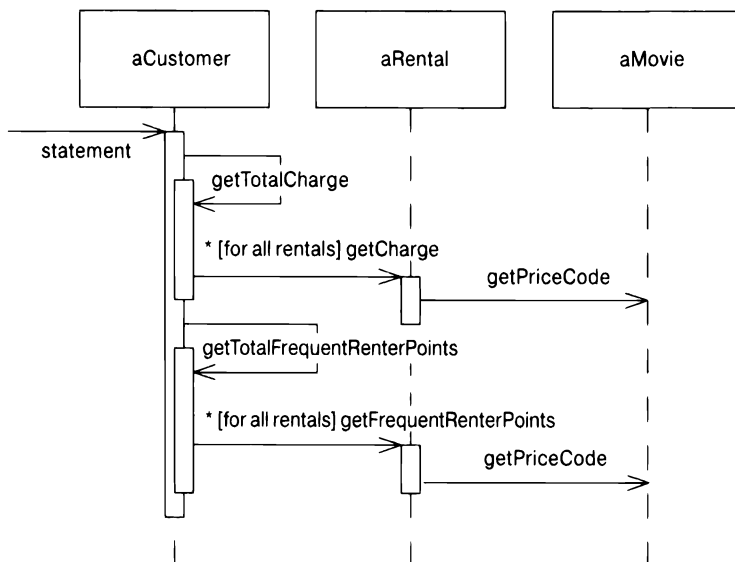 aCustomer
aRental
aMovie
statement
getTotalCharge
* [for all rentals] getCharge
getPriceCode
getTotalFrequentRenterPoints
* [for all rentals] getFrequentRenterPoints
getPriceCode